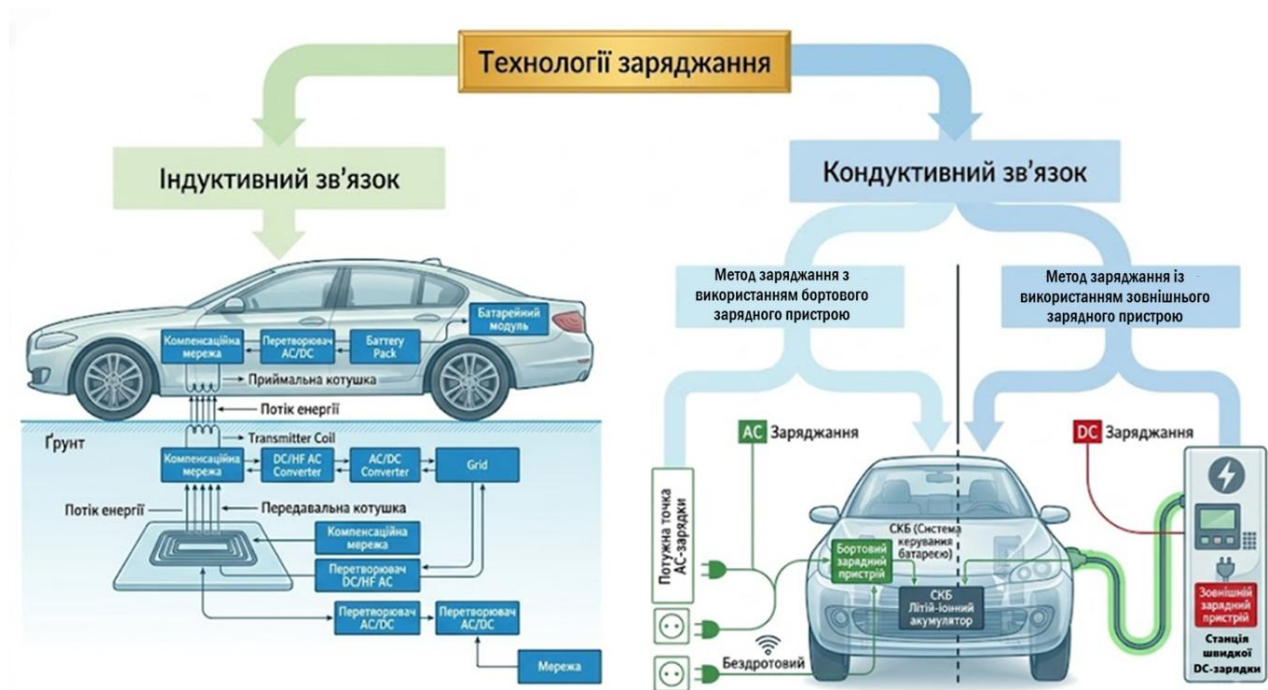 Технології заряджання
Індуктивний зв'язок
Кондуктивний зв'язок
Компенсаційна
мережа
Перетворювач
AC/DC
Вattery
Pack
Батарейний
модуль
Приймальна котушка
Потік енергії
Ґрунт
Transmitter Coil
Компенсаційна
мережа
DC/HF AC
Converter
AC/DC
Converter
Grid
Потік енергії
Передавальна котушка
Компенсаційна
мережа
Перетворювач
DC/HF AC
Перетворювач
AC/DC
Перетворювач
AC/DC
Мережа
Метод заряджання з
використанням бортового
зарядного пристрою
Метод заряджання із
використанням зовнішнього
зарядного пристрою
AC Заряджання
DC Заряджання
Потужна точка
AC-зарядки
СКБ (Система
керування
батареєю)
Бортовий
зарядний
пристрій
СКБ
Літій-іонний
акумулятор
Бездротовий
Зовнішній
зарядний
пристрій
Станція
швидкої
DC-зарядки